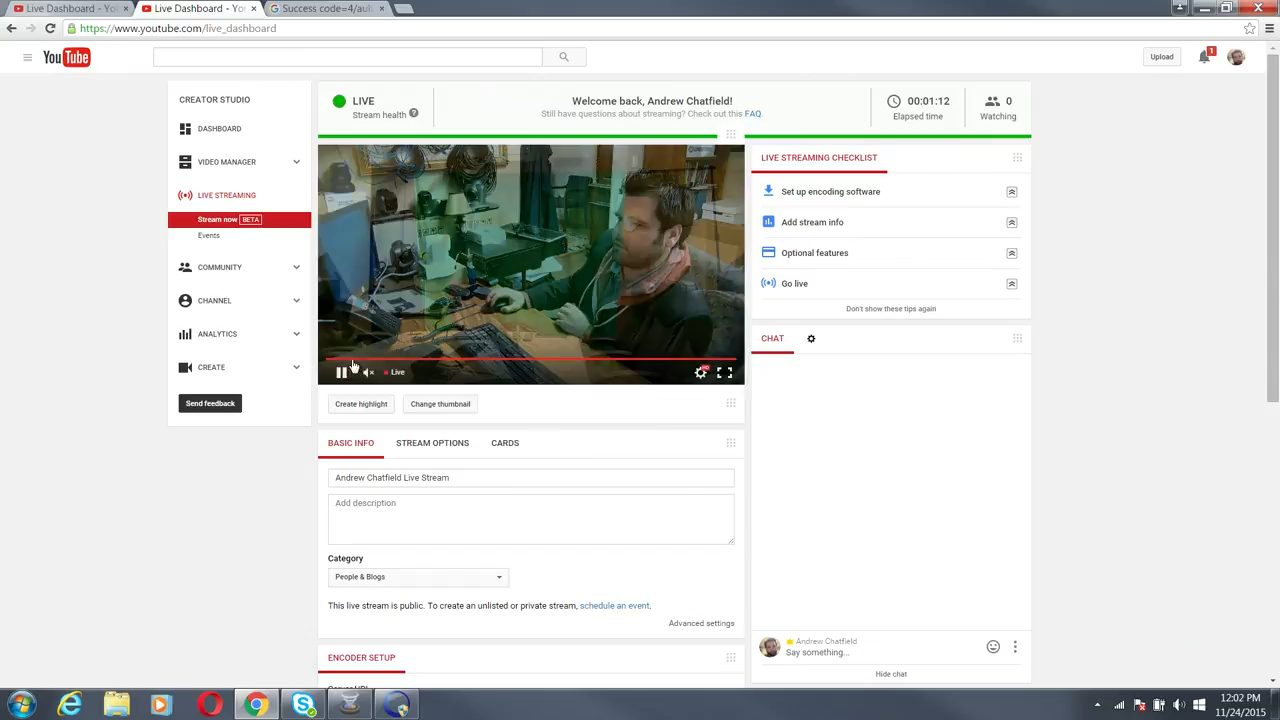 Live Dashboard - Yo
Live Dashboard - YouTu
Success code=4/aulu
https://www.youtube.com/live_dashboard
YouTube
Upload
1
CREATOR STUDIO
DASHBOARD
VIDEO MANAGER
LIVE STREAMING
Stream now BETA
Events
COMMUNITY
CHANNEL
ANALYTICS
CREATE
Send feedback
LIVE
Stream health ?
Welcome back, Andrew Chatfield!
Still have questions about streaming? Check out this FAQ.
00:01:12
Elapsed time
0
Watching
Live
HD
Create highlight
Change thumbnail
BASIC INFO
STREAM OPTIONS
CARDS
Andrew Chatfield Live Stream
Add description
Category
People & Blogs
This live stream is public. To create an unlisted or private stream, schedule an event.
Advanced settings
ENCODER SETUP
LIVE STREAMING CHECKLIST
Set up encoding software
Add stream info
Optional features
Go live
Don't show these tips again
CHAT
Andrew Chatfield
Say something...
Hide chat
12:02 PM
11/24/2015